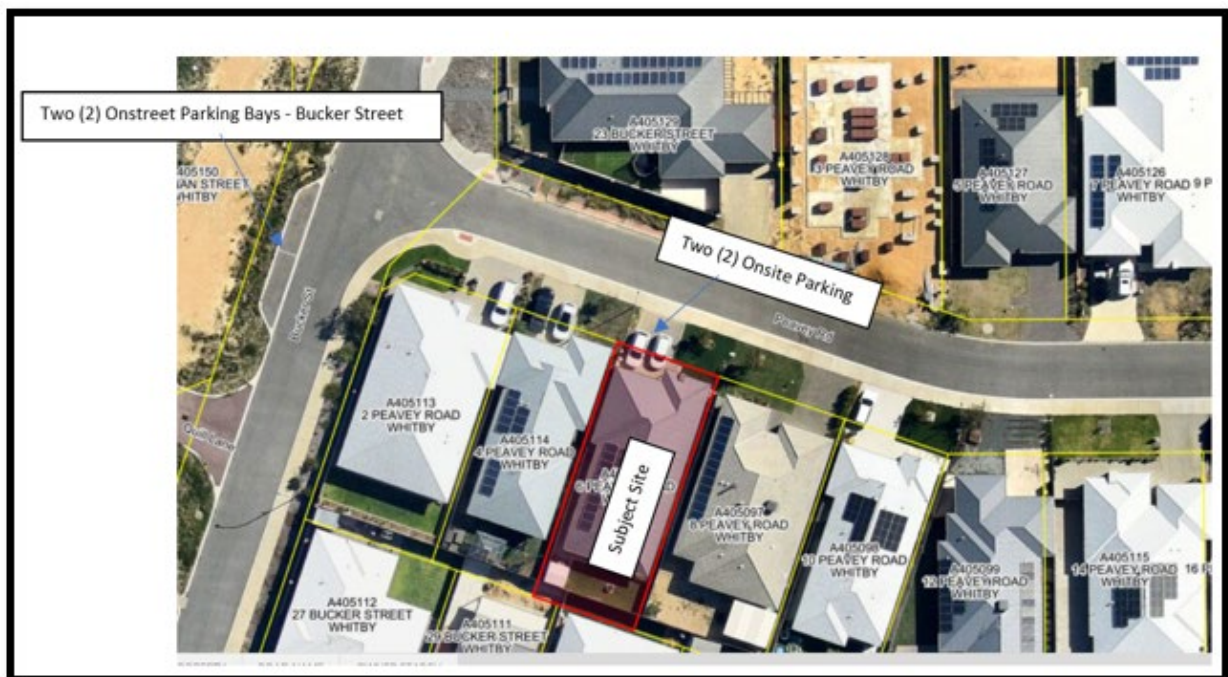 Two (2) Onstreet Parking Bays - Bucker Street
A405129
23 BUCKER STREET
WHITBY
A405128
3 PEAVEY ROAD
WHITBY
A405127
5 PEAVEY ROAD
WHITBY
A405126
7 PEAVEY ROAD
WHITBY
9 P
405150
AN STREET
WHITBY
Two (2) Onsite Parking
Bucker St
Peavey Rd
A405113
2 PEAVEY ROAD
WHITBY
A405114
4 PEAVEY ROAD
WHITBY
Subject Site
A405097
8 PEAVEY ROAD
WHITBY
A405098
10 PEAVEY ROAD
WHITBY
A405099
12 PEAVEY ROAD
WHITBY
A405115
14 PEAVEY ROAD
WHITBY
16 P
Lane
A405112
27 BUCKER STREET
WHITBY
A405111
29 BUCKER STREET
WHITBY